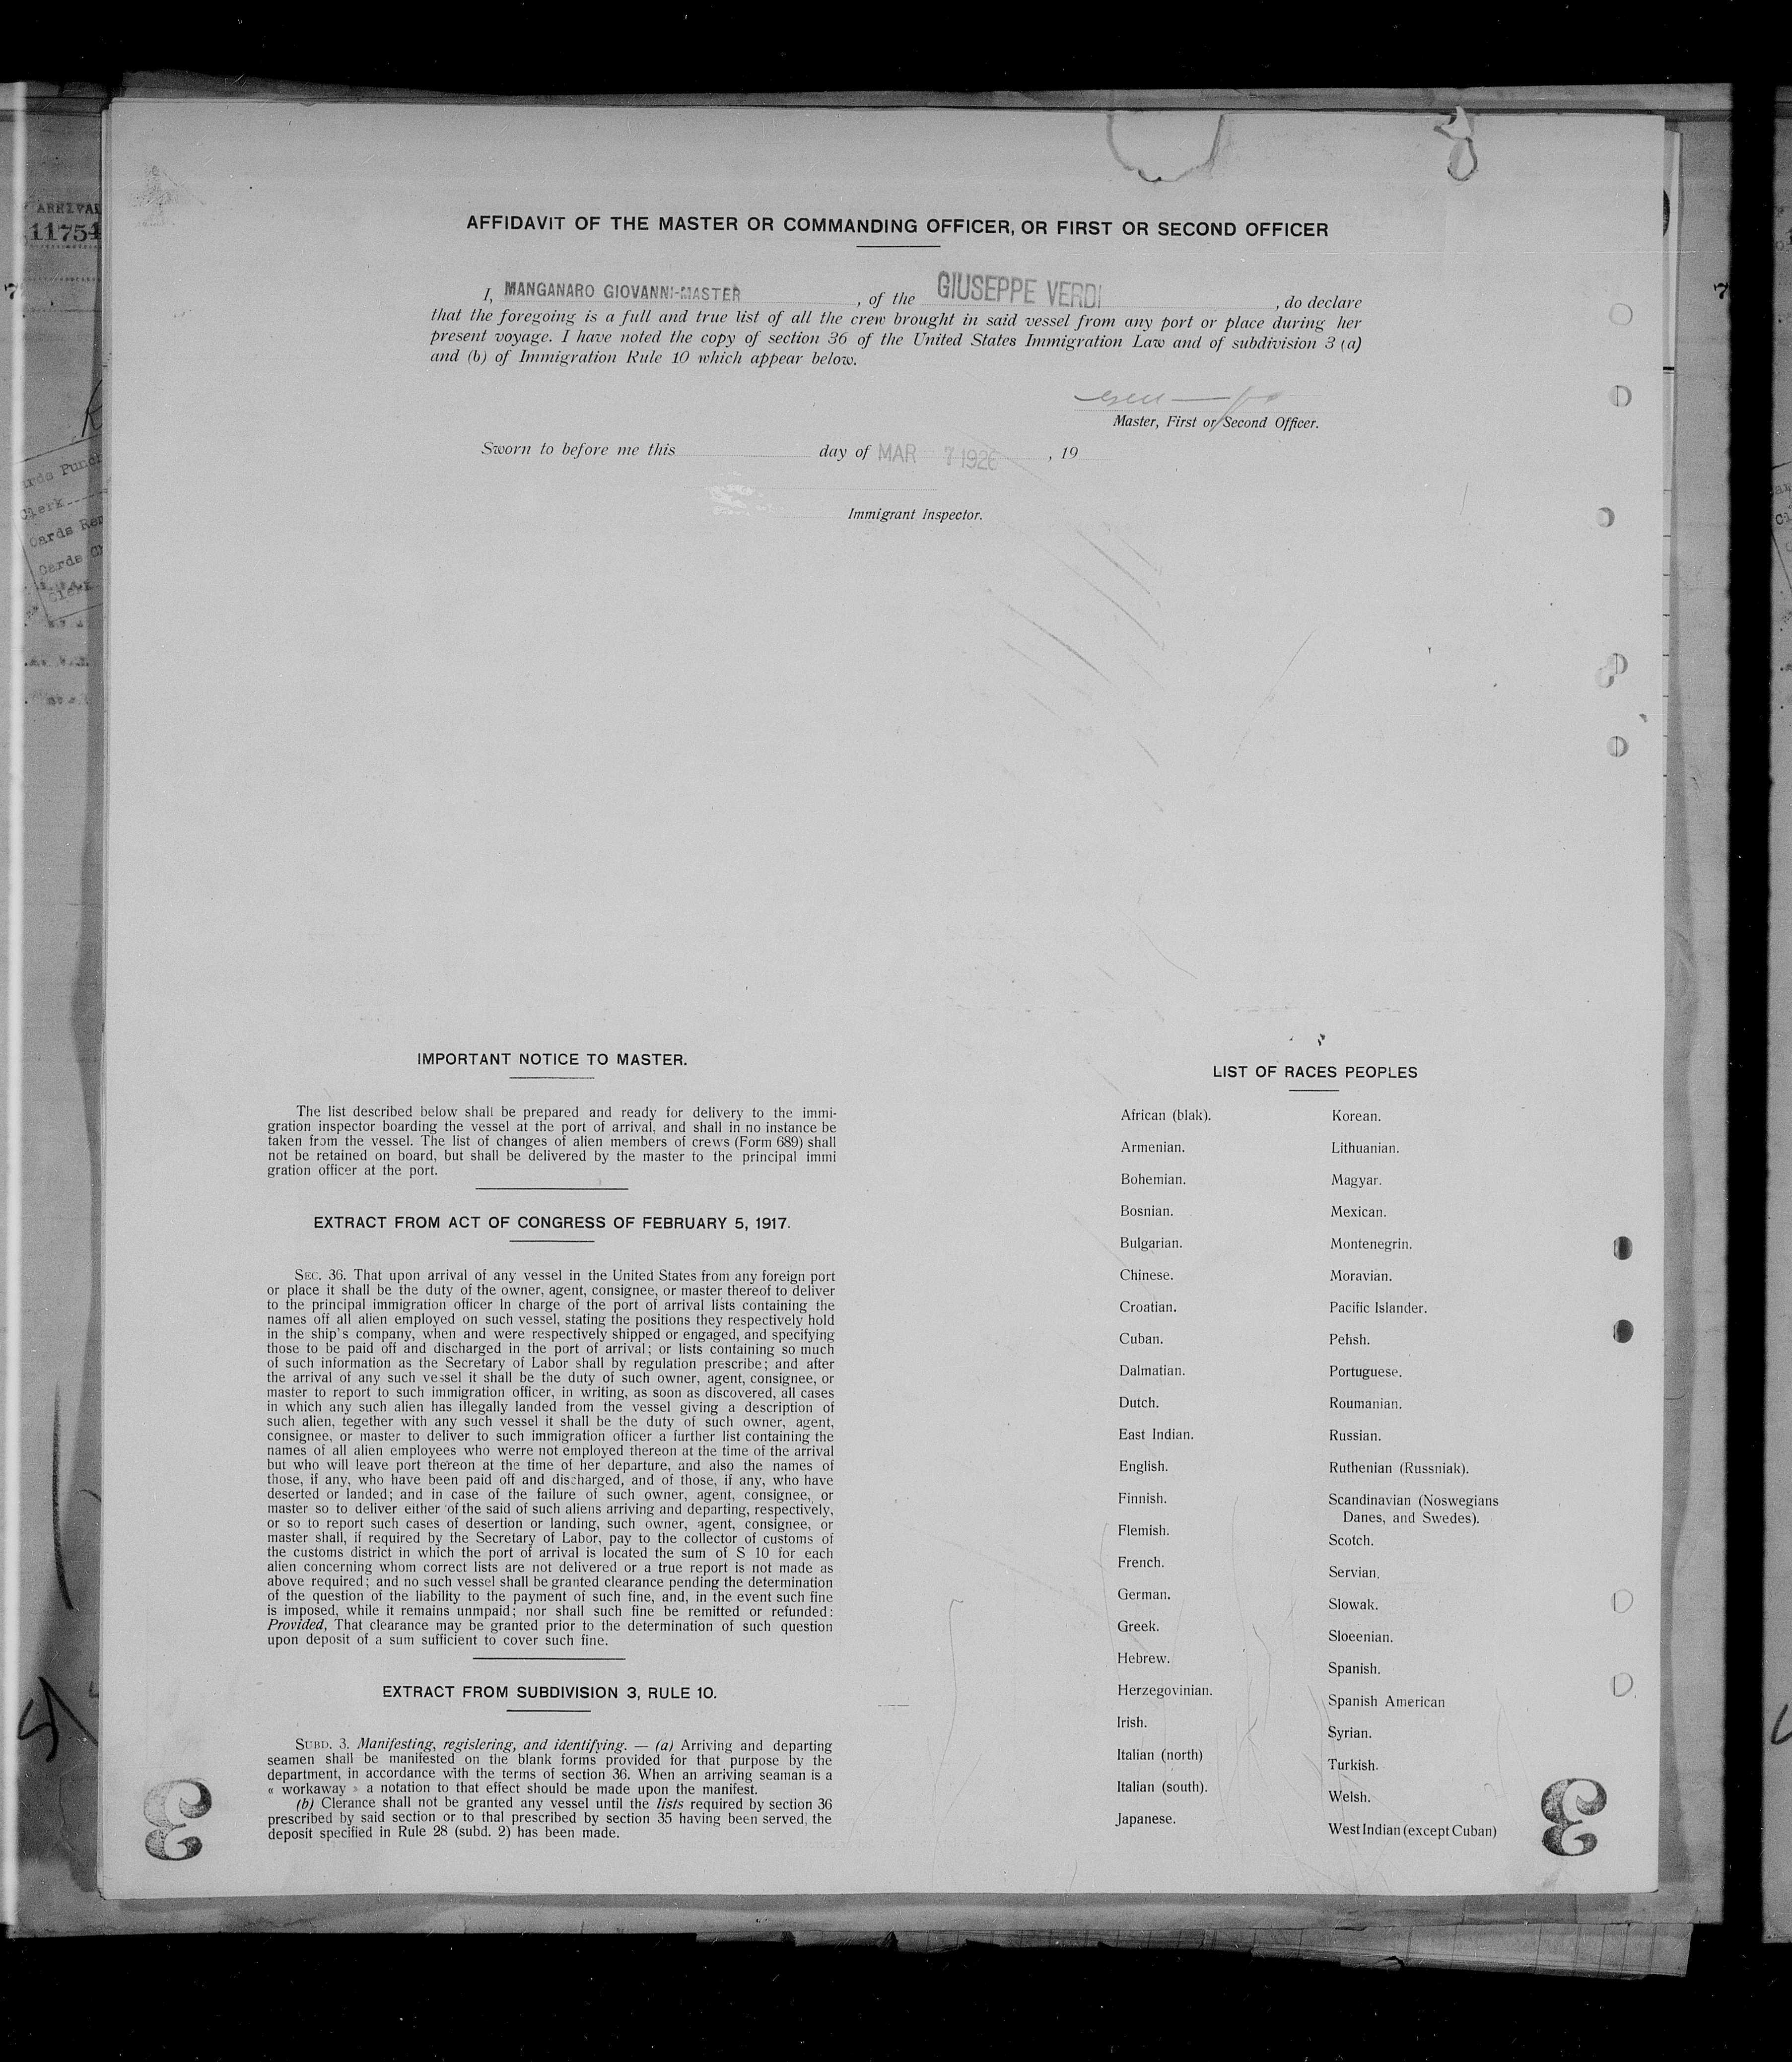 AFFIDAVIT OF THE MASTER OR COMMANDING OFFICER, OR FIRST OR SECOND OFFICER
I, MANGANARO GIOVANNI-MASTER, of the GIUSEPPE VERDI, do declare
that the foregoing is a full and true list of all the crew brought in said vessel from any port or place during her
present voyage. I have noted the copy of section 36 of the United States Immigration Law and of subdivision 3 (a)
and (b) of Immigration Rule 10 which appear below.
Master, First or Second Officer.
Sworn to before me this day of MAR 7 1926, 19
Immigrant Inspector.
IMPORTANT NOTICE TO MASTER.
The list described below shall be prepared and ready for delivery to the immi-
gration inspector boarding the vessel at the port of arrival, and shall in no instance be
taken from the vessel. The list of changes of alien members of crews (Form 689) shall
not be retained on board, but shall be delivered by the master to the principal immi
gration officer at the port.
EXTRACT FROM ACT OF CONGRESS OF FEBRUARY 5, 1917.
SEC. 36. That upon arrival of any vessel in the United States from any foreign port
or place it shall be the duty of the owner, agent, consignee, or master thereof to deliver
to the principal immigration officer In charge of the port of arrival lists containing the
names off all alien employed on such vessel, stating the positions they respectively hold
in the ship's company, when and were respectively shipped or engaged, and specifying
those to be paid off and discharged in the port of arrival; or lists containing so much
of such information as the Secretary of Labor shall by regulation prescribe; and after
the arrival of any such vessel it shall be the duty of such owner, agent, consignee, or
master to report to such immigration officer, in writing, as soon as discovered, all cases
in which any such alien has illegally landed from the vessel giving a description of
such alien, tegether with any such vessel it shall be the duty of such owner, agent,
consignee, or master to deliver to such immigration officer a further list containing the
names of all alien employees who werre not employed thereon at the time of the arrival
but who will leave port thereon at the time of her departure, and also the names of
those, if any, who have been paid off and discharged, and of those, if any, who have
deserted or landed; and in case of the failure of such owner, agent, consignee, or
master so to deliver either of the said of such aliens arriving and departing, respectively,
or so to report such cases of desertion or landing, such owner, agent, consignee, or
master shall, if required by the Secretary of Labor, pay to the collector of customs of
the customs district in which the port of arrival is located the sum of S 10 for each
alien concerning whom correct lists are not delivered or a true report is not made as
above required; and no such vessel shall be granted clearance pending the determination
of the question of the liability to the payment of such fine, and, in the event such fine
is imposed, while it remains unmpaid; nor shall such fine be remitted or refunded:
Provided, That clearance may be granted prior to the determination of such question
upon deposit of a sum sufficient to cover such fine.
EXTRACT FROM SUBDIVISION 3, RULE 10.
SUBD. 3. Manifesting, regislering, and identifying. — (a) Arriving and departing
seamen shall be manifested on the blank forms provided for that purpose by the
department, in accordance with the terms of section 36. When an arriving seaman is a
« workaway » a notation to that effect should be made upon the manifest.
(b) Clerance shall not be granted any vessel until the lists required by section 36
prescribed by said section or to thal prescribed by section 35 having been served, the
deposit specified in Rule 28 (subd. 2) has been made.
LIST OF RACES PEOPLES
African (blak).
Armenian.
Bohemian.
Bosnian.
Bulgarian.
Chinese.
Croatian.
Cuban.
Dalmatian.
Dutch.
East Indian.
English.
Finnish.
Flemish.
French.
German.
Greek.
Hebrew.
Herzegovinian.
Irish.
Italian (north)
Italian (south).
Japanese.
Korean.
Lithuanian.
Magyar.
Mexican.
Montenegrin.
Moravian.
Pacific Islander.
Pehsh.
Portuguese.
Roumanian.
Russian.
Ruthenian (Russniak).
Scandinavian (Noswegians
Danes, and Swedes).
Scotch.
Servian.
Slowak.
Sloeenian.
Spanish.
Spanish American
Syrian.
Turkish.
Welsh.
West Indian (except Cuban)
3
3
ARRIVAL
11754